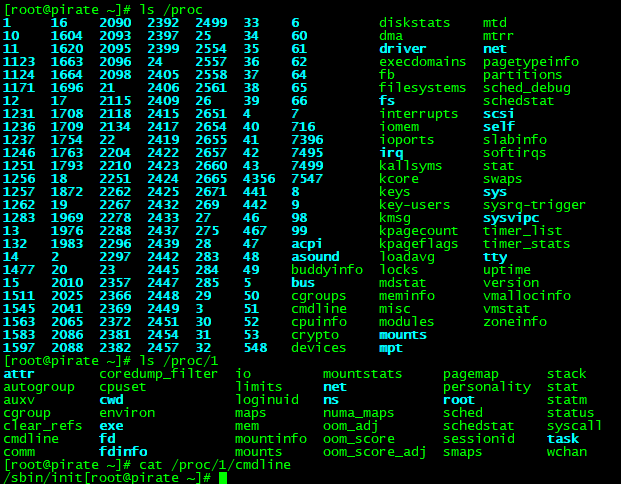 [root@pirate ~]# ls /proc
1 16 2090 2392 2499 33 6 diskstats mtd
10 1604 2093 2397 25 34 60 dma mtrr
11 1620 2095 2399 2554 35 61 driver net
1123 1663 2096 24 2557 36 62 execdomains pagetypeinfo
1124 1664 2098 2405 2558 37 64 fb partitions
1171 1696 21 2406 2561 38 65 filesystems sched_debug
12 17 2115 2409 26 39 66 fs schedstat
1231 1708 2118 2415 2651 4 7 interrupts scsi
1236 1709 2134 2417 2654 40 716 iomem self
1237 1754 22 2419 2655 41 7396 ioports slabinfo
1246 1763 2204 2422 2657 42 7495 irq softirqs
1251 1793 2210 2423 2660 43 7499 kallsyms stat
1256 18 2251 2424 2665 4356 7547 kcore swaps
1257 1872 2262 2425 2671 441 8 keys sys
1262 19 2267 2432 269 442 9 key-users sysrq-trigger
1283 1969 2278 2433 27 46 98 kmsg sysvipc
13 1976 2288 2437 275 467 99 kpagecount timer_list
132 1983 2296 2439 28 47 acpi kpageflags timer_stats
14 2 2297 2442 283 48 asound loadavg tty
1477 20 23 2445 284 49 buddyinfo locks uptime
15 2010 2357 2447 285 5 bus mdstat version
1511 2025 2366 2448 29 50 cgroups meminfo vmallocinfo
1545 2041 2369 2449 3 51 cmdline misc vmstat
1563 2065 2372 2451 30 52 cpuinfo modules zoneinfo
1583 2086 2381 2454 31 53 crypto mounts
1597 2088 2382 2457 32 548 devices mpt
[root@pirate ~]# ls /proc/1
attr coredump_filter io mountstats pagemap stack
autogroup cpuset limits net personality stat
auxv cwd loginuid ns root statm
cgroup environ maps numa_maps sched status
clear_refs exe mem oom_adj schedstat syscall
cmdline fd mountinfo oom_score sessionid task
comm fdinfo mounts oom_score_adj smaps wchan
[root@pirate ~]# cat /proc/1/cmdline
/sbin/init[root@pirate ~]#